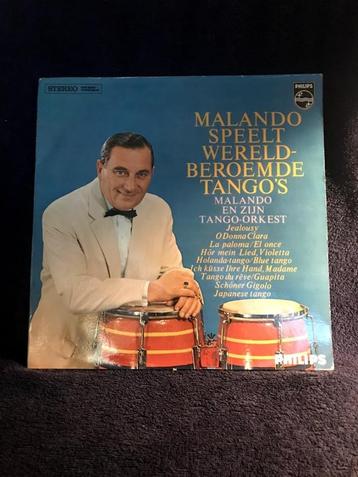 STEREO
PHILIPS
MALANDO
SPEELT
WERELD-
BEROEMDE
TANGO'S
MALANDO
EN ZIJN
TANGO-ORKEST
Jealousy
O Donna Clara
La paloma/El once
Hör mein Lied, Violetta
Holanda-tango/Blue tango
Ich küsse Ihre Hand, Madame
Tango du rêve/Guapita
Schöner Gigolo
Japanese tango
PHILIPS